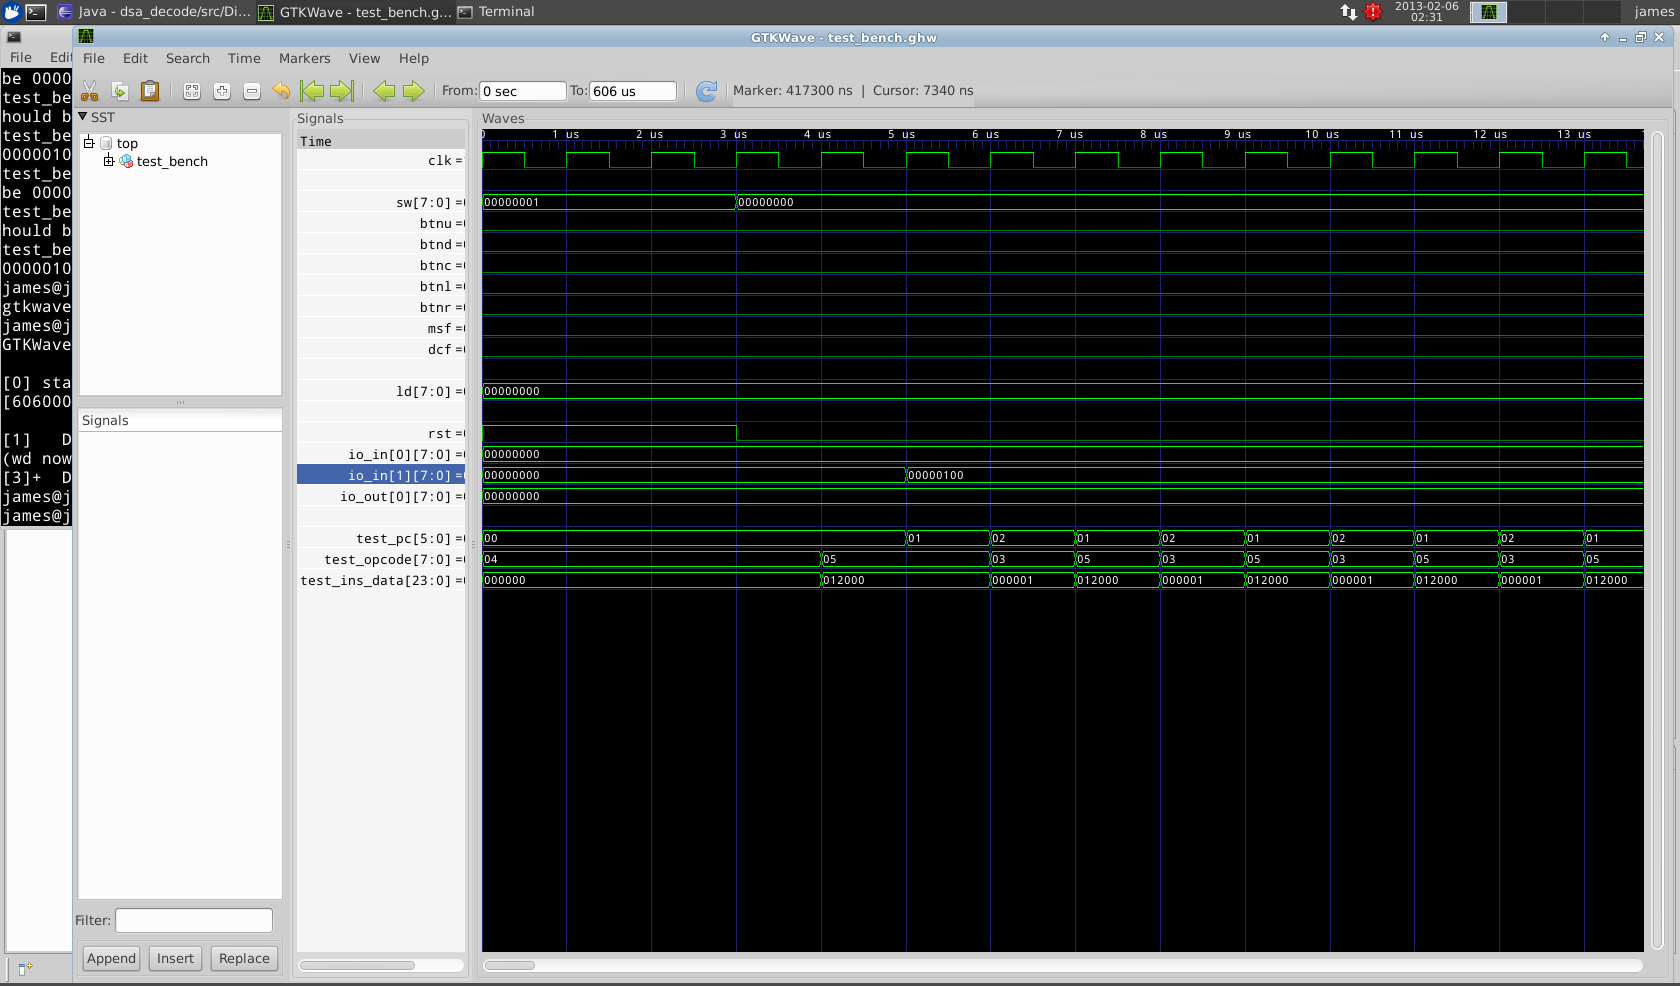 Java - dsa_decode/src/Di...
GTKWave - test_bench.g...
Terminal
2013-02-06
02:31
james
GTKWave - test_bench.ghw
File Edit
be 0000
test_be
hould b
test_be
0000010
test_be
be 0000
test_be
hould b
test_be
0000010
james@j
gtkwave
james@j
GTKWave
[0] sta
[606000
[1] D
(wd now
[3]+ D
james@j
james@j
File Edit Search Time Markers View Help
From: 0 sec To: 606 us Marker: 417300 ns | Cursor: 7340 ns
SST
top
test_bench
Signals
Filter:
Append Insert Replace
Signals
Time
clk =
sw[7:0] =
btnu =
btnd =
btnc =
btnl =
btnr =
msf =
dcf =
ld[7:0] =
rst =
io_in[0][7:0] =
io_in[1][7:0] =
io_out[0][7:0] =
test_pc[5:0] =
test_opcode[7:0] =
test_ins_data[23:0] =
Waves
0 1 us 2 us 3 us 4 us 5 us 6 us 7 us 8 us 9 us 10 us 11 us 12 us 13 us
00000001 00000000
00000000
00000000
00000000 00000100
00000000
00 01 02 01 02 01 02 01 02 01
04 05 03 05 03 05 03 05 03 05
000000 012000 000001 012000 000001 012000 000001 012000 000001 012000